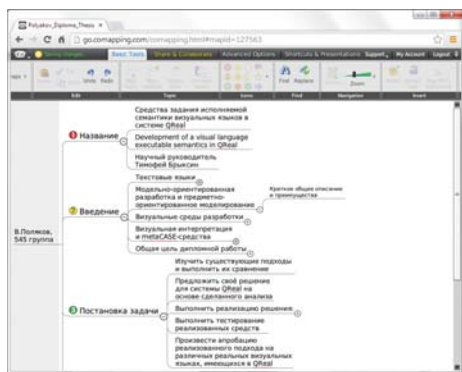 Polyakov_Diploma_Thesis
go.comapping.com/comapping.html#mapid=127563
Basic Tools
Share & Collaborate
Advanced Options
Shortcuts & Presentations
Support
My Account
Logout
Undo
Redo
Find
Replace
Zoom
Edit
Topic
Icons
Find
Navigation
Insert
В.Поляков,
545 группа
1 Название
Средства задания исполняемой
семантики визуальных языков в
системе QReal
Development of a visual language
executable semantics in QReal
Научный руководитель
Тимофей Брыксин
2 Введение
Текстовые языки
Модельно-ориентированная
разработка и предметно-
ориентированное моделирование
Краткое общее описание
и преимущества
Визуальные среды разработки
Визуальная интерпретация
и metaCASE-средства
Общая цель дипломной работы
3 Постановка задачи
Изучить существующие подходы
и выполнить их сравнение
Предложить своё решение
для системы QReal на
основе сделанного анализа
Выполнить реализацию решения
Выполнить тестирование
реализованных средств
Произвести апробацию
реализованного подхода на
различных реальных визуальных
языках, имеющихся в QReal